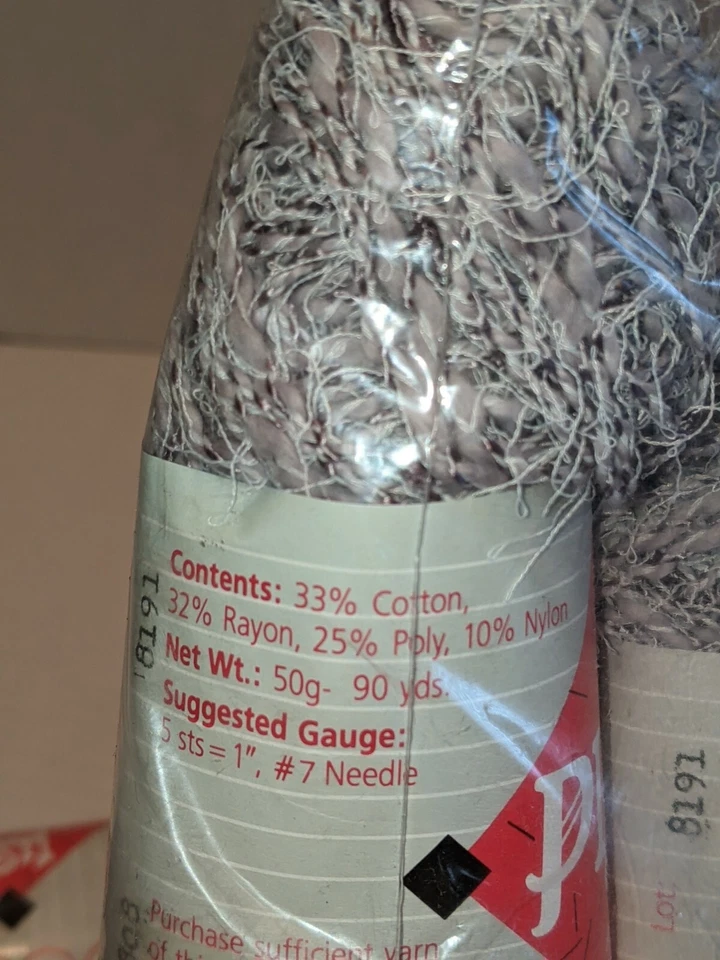 Contents: 33% Cotton,
32% Rayon, 25% Poly, 10% Nylon
Net Wt.: 50g- 90 yds.
Suggested Gauge:
5 sts = 1", #7 Needle
8191
Purchase sufficient yarn
of
Lot
8191